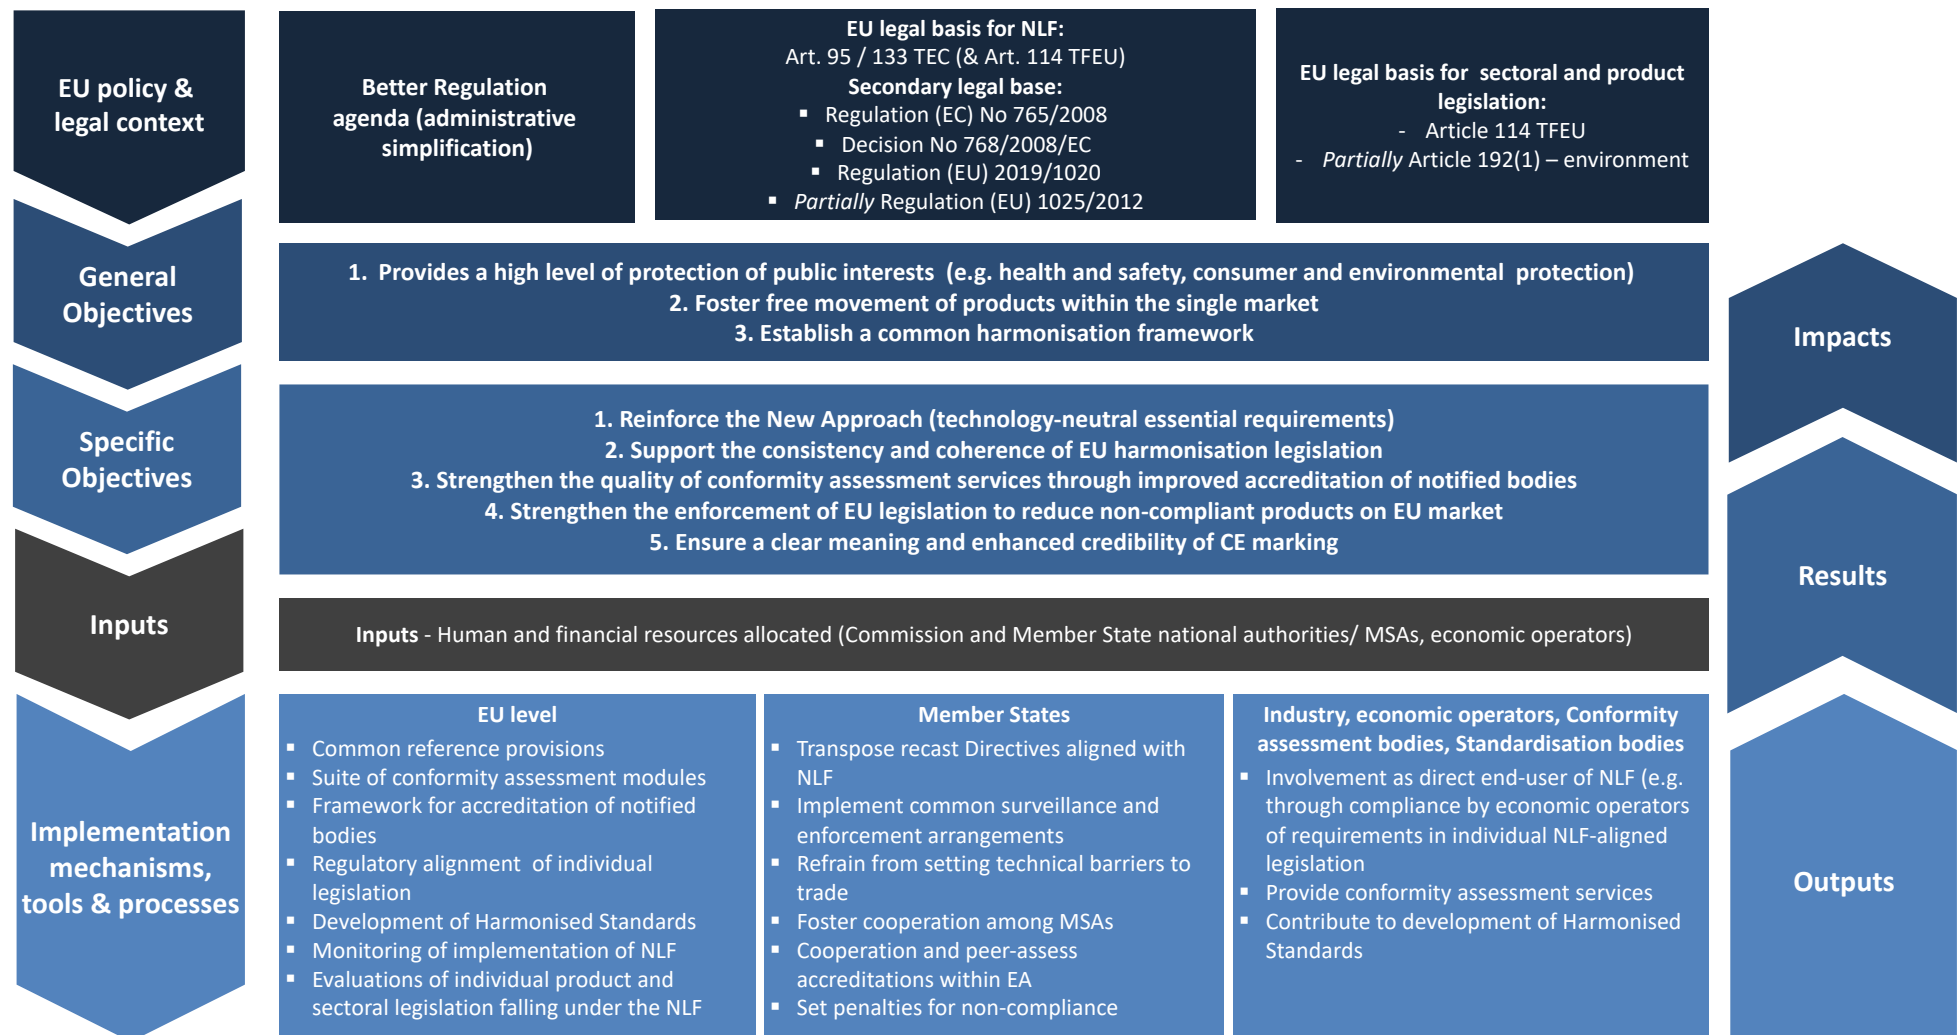 EU policy &
legal context
Better Regulation
agenda (administrative
simplification)
EU legal basis for NLF:
Art. 95 / 133 TEC (& Art. 114 TFEU)
Secondary legal base:
▪ Regulation (EC) No 765/2008
▪ Decision No 768/2008/EC
▪ Regulation (EU) 2019/1020
▪ Partially Regulation (EU) 1025/2012
EU legal basis for sectoral and product
legislation:
- Article 114 TFEU
- Partially Article 192(1) – environment
General
Objectives
1. Provides a high level of protection of public interests (e.g. health and safety, consumer and environmental protection)
2. Foster free movement of products within the single market
3. Establish a common harmonisation framework
Impacts
Specific
Objectives
1. Reinforce the New Approach (technology-neutral essential requirements)
2. Support the consistency and coherence of EU harmonisation legislation
3. Strengthen the quality of conformity assessment services through improved accreditation of notified bodies
4. Strengthen the enforcement of EU legislation to reduce non-compliant products on EU market
5. Ensure a clear meaning and enhanced credibility of CE marking
Results
Inputs
Inputs - Human and financial resources allocated (Commission and Member State national authorities/ MSAs, economic operators)
Implementation
mechanisms,
tools & processes
EU level
▪ Common reference provisions
▪ Suite of conformity assessment modules
▪ Framework for accreditation of notified
bodies
▪ Regulatory alignment of individual
legislation
▪ Development of Harmonised Standards
▪ Monitoring of implementation of NLF
▪ Evaluations of individual product and
sectoral legislation falling under the NLF
Member States
▪ Transpose recast Directives aligned with
NLF
▪ Implement common surveillance and
enforcement arrangements
▪ Refrain from setting technical barriers to
trade
▪ Foster cooperation among MSAs
▪ Cooperation and peer-assess
accreditations within EA
▪ Set penalties for non-compliance
Industry, economic operators, Conformity
assessment bodies, Standardisation bodies
▪ Involvement as direct end-user of NLF (e.g.
through compliance by economic operators
of requirements in individual NLF-aligned
legislation
▪ Provide conformity assessment services
▪ Contribute to development of Harmonised
Standards
Outputs